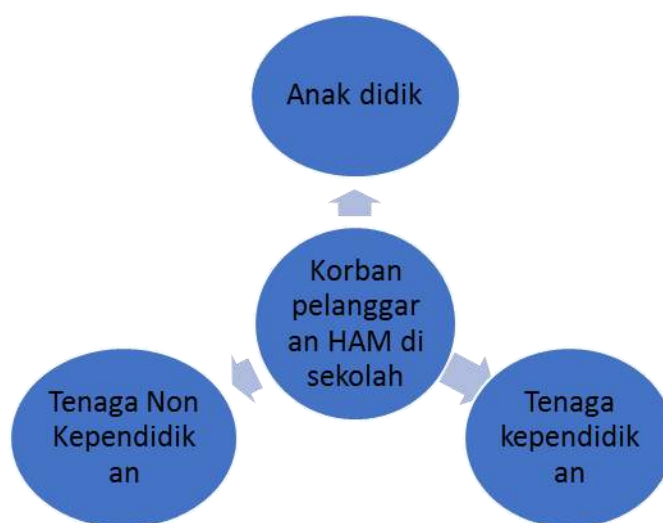 Anak didik
Korban
pelanggar
an HAM di
sekolah
Tenaga Non
Kependidik
an
Tenaga
kependidik
an